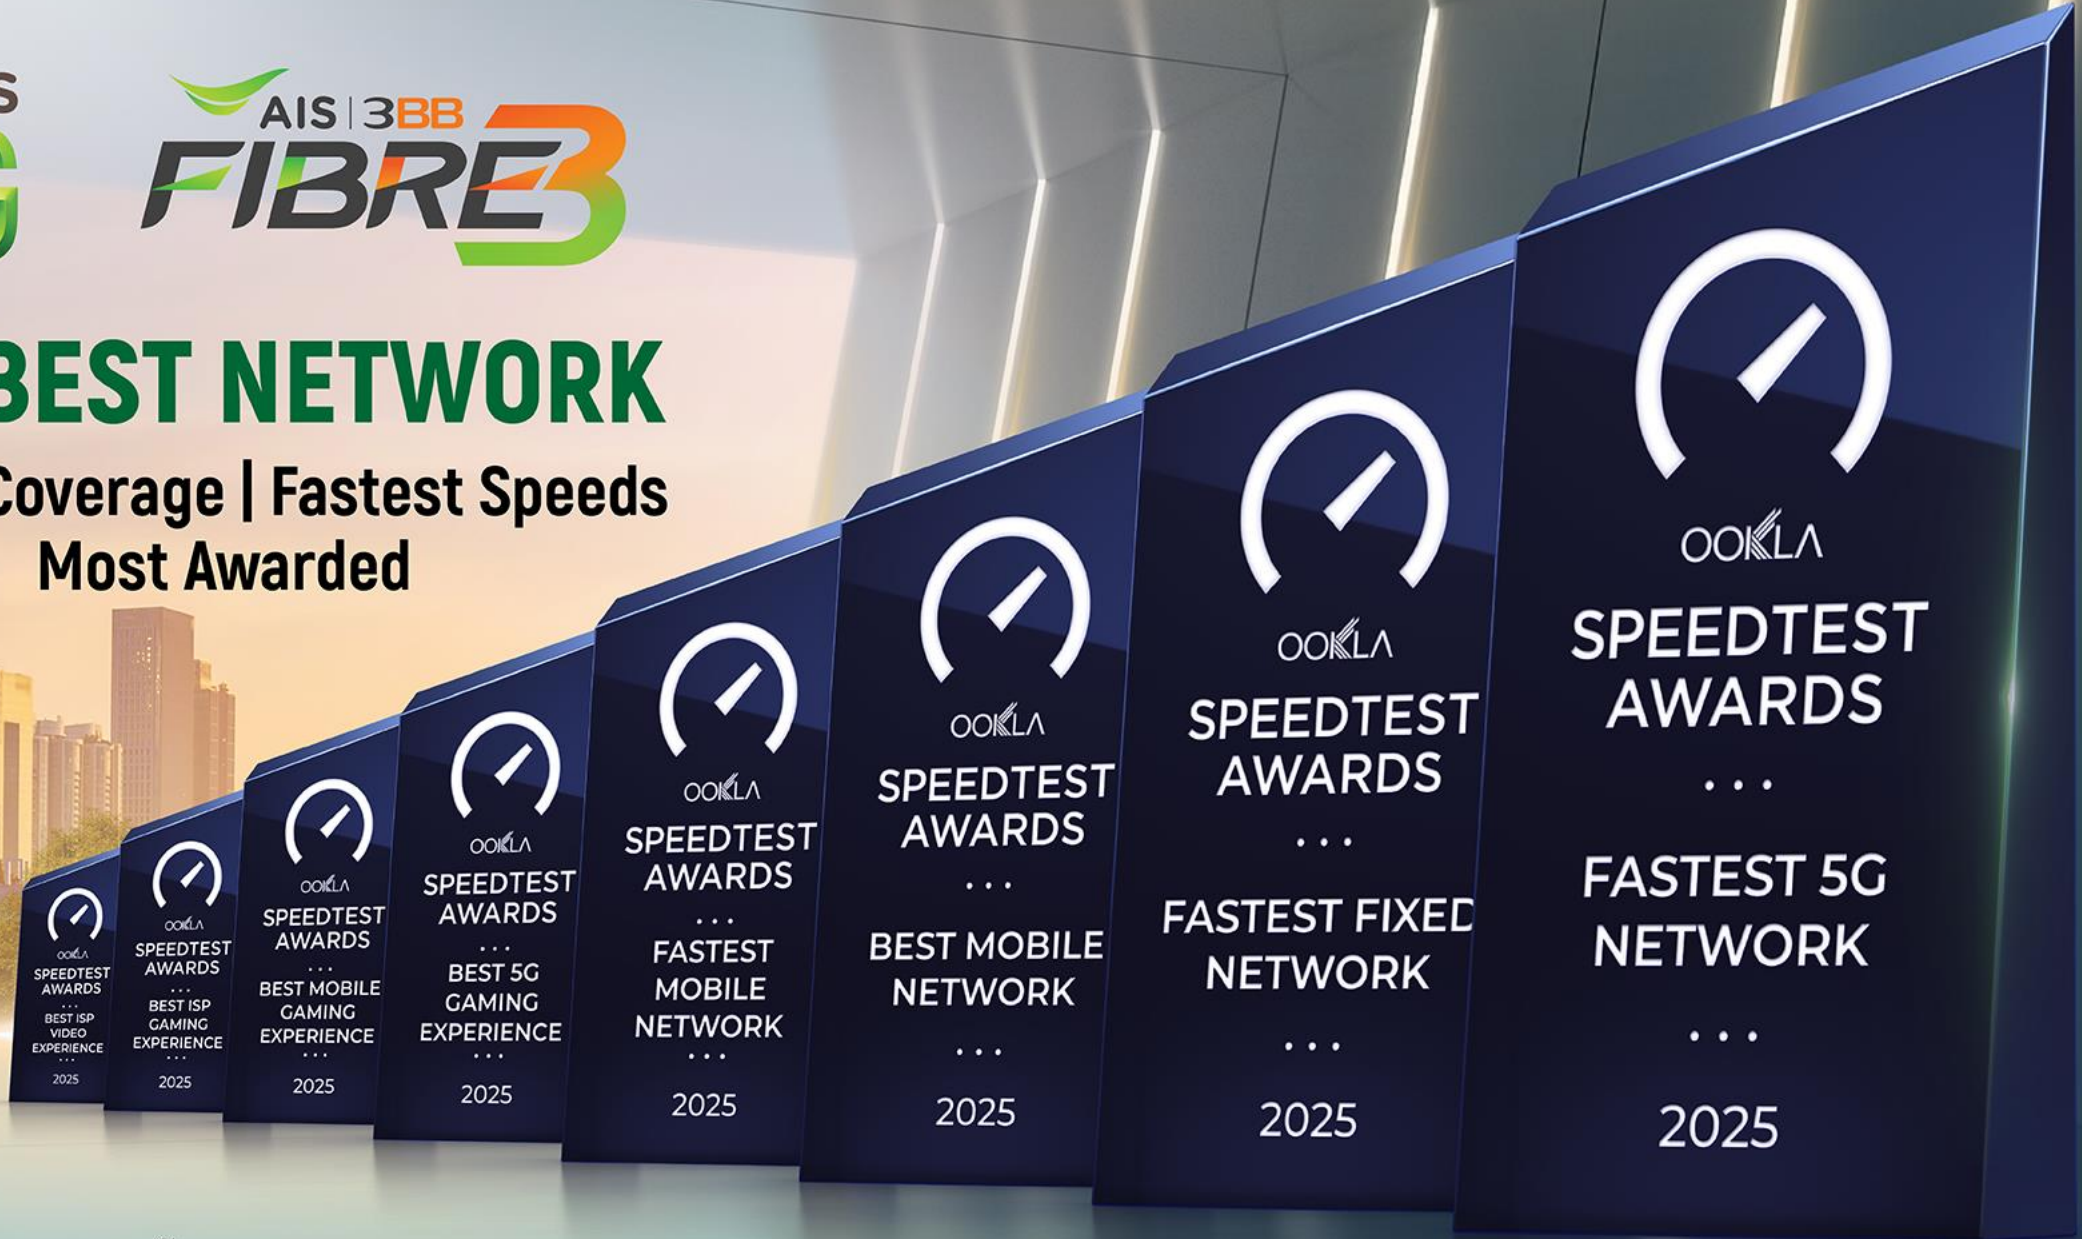 S
G
AIS | 3BB
FIBRE3
BEST NETWORK
Coverage | Fastest Speeds
Most Awarded
OOKLA
SPEEDTEST
AWARDS
...
BEST ISP
VIDEO
EXPERIENCE
...
2025
OOKLA
SPEEDTEST
AWARDS
...
BEST ISP
GAMING
EXPERIENCE
...
2025
OOKLA
SPEEDTEST
AWARDS
...
BEST MOBILE
GAMING
EXPERIENCE
...
2025
OOKLA
SPEEDTEST
AWARDS
...
BEST 5G
GAMING
EXPERIENCE
...
2025
OOKLA
SPEEDTEST
AWARDS
...
FASTEST
MOBILE
NETWORK
...
2025
OOKLA
SPEEDTEST
AWARDS
...
BEST MOBILE
NETWORK
...
2025
OOKLA
SPEEDTEST
AWARDS
...
FASTEST FIXED
NETWORK
...
2025
OOKLA
SPEEDTEST
AWARDS
...
FASTEST 5G
NETWORK
...
2025